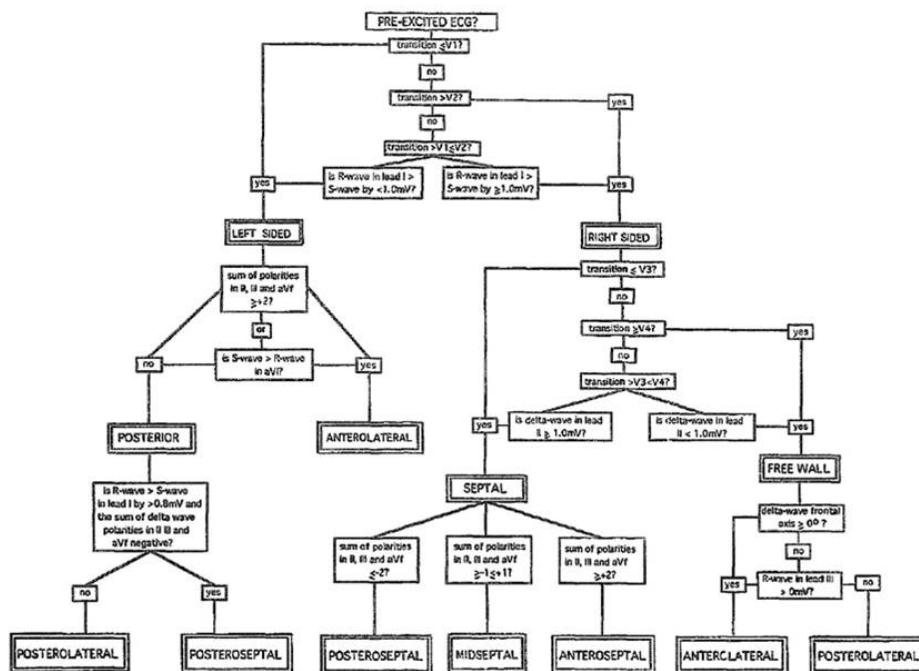 PRE-EXCITED ECG?
transition ≤V1?
no
transition >V2?
yes
no
transition >V1≤V2?
yes
is R-wave in lead I >
S-wave by <1.0mV?
is R-wave in lead I >
S-wave by ≥1.0mV?
yes
LEFT SIDED
RIGHT SIDED
sum of polarities
in II, III and aVf
≥+2?
or
is S-wave > R-wave
in
no
yes
transition ≤ V3?
no
transition ≥V4?
yes
no
transition >V3<V4?
yes
is delta-wave in lead
II ≥ 1.0mV?
is delta-wave in lead
II < 1.0mV?
yes
POSTERIOR
ANTEROLATERAL
SEPTAL
FREE WALL
is R-wave > S-wave
in lead I by >0.8mV and
the sum of delta wave
polarities in II III and
aVf negative?
no
yes
sum of polarities
in II, III and aVf
≤-2?
sum of polarities
in II, III and aVf
≥-1≤+1?
sum of polarities
in II, III and aVf
≥+2?
delta-wave frontal
axis ≥ 0° ?
no
yes
R-wave in lead III
> 0mV?
no
POSTEROLATERAL
POSTEROSEPTAL
POSTEROSEPTAL
MIDSEPTAL
ANTEROSEPTAL
ANTERCLATERAL
POSTEROLATERAL